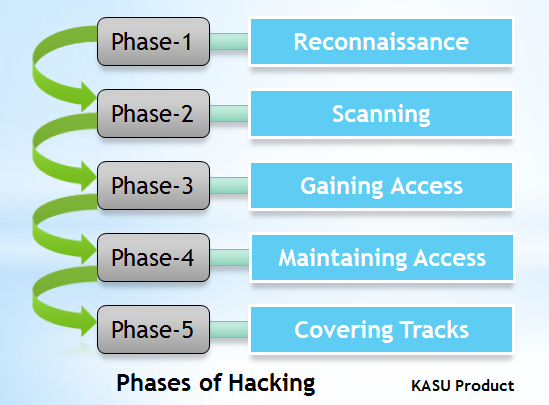 Phase-1 Reconnaissance
Phase-2 Scanning
Phase-3 Gaining Access
Phase-4 Maintaining Access
Phase-5 Covering Tracks
Phases of Hacking KASU Product